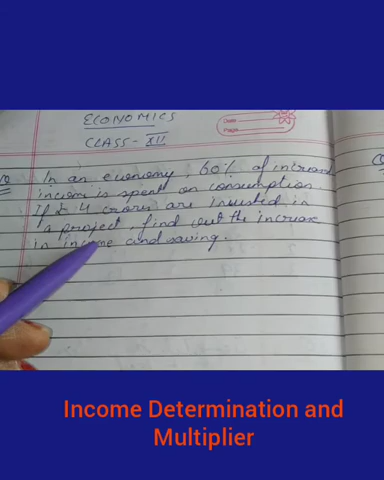 ECONOMICS
CLASS - XII
Date:
Page:
Q In an economy, 60% of increased
income is spent on consumption.
If ₹ 4 crores are invested in
a project, find out the increase
in income and saving.
Q
Income Determination and
Multiplier